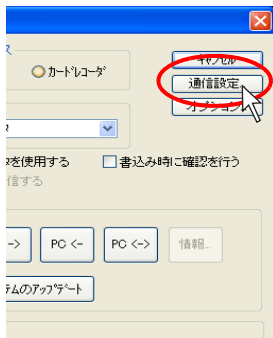 ス
カードレコーダ
キャンセル
通信設定...
オプション
タを使用する
書込み時に確認を行う
信する
->
PC <-
PC <->
情報...
テムのアップデート